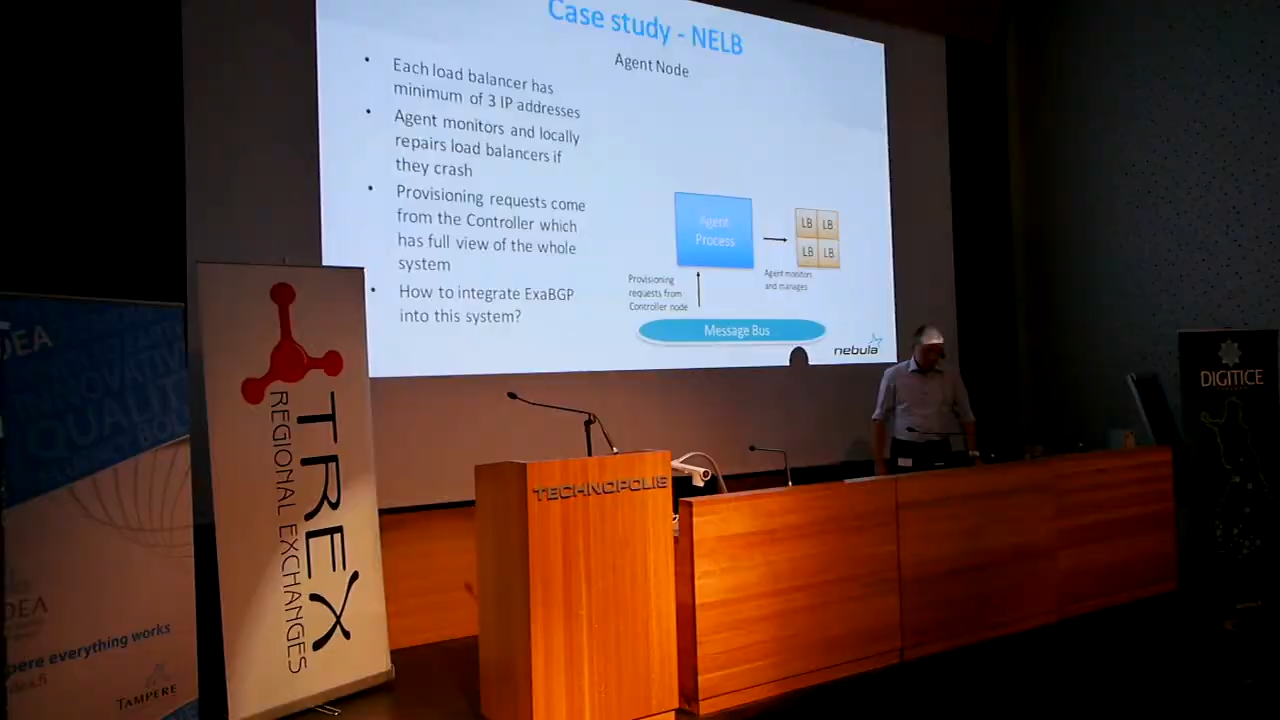 Case study - NELB
Agent Node
Each load balancer has
minimum of 3 IP addresses
Agent monitors and locally
repairs load balancers if
they crash
Provisioning requests come
from the Controller which
has full view of the whole
system
How to integrate ExaBGP
into this system?
Agent
Process
LB LB
LB LB
Provisioning
requests from
Controller node
Agent monitors
and manages
Message Bus
nebula
TREX
REGIONAL EXCHANGES
TECHNOPOLIS
DIGITICE
everything works
TAMPERE